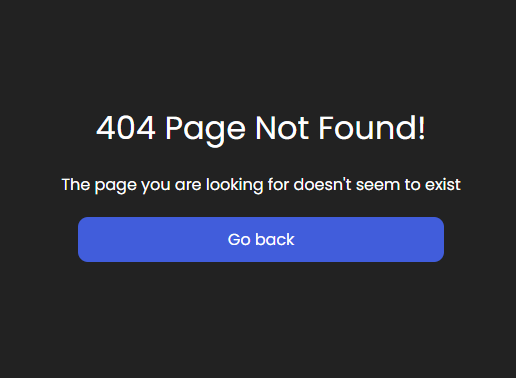 404 Page Not Found!
The page you are looking for doesn't seem to exist
Go back